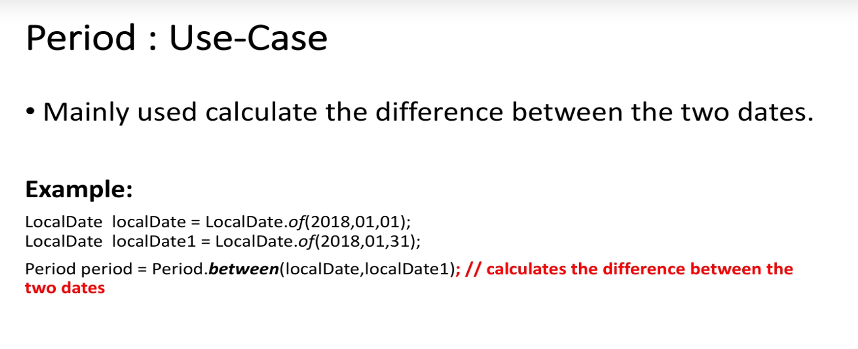 Period : Use-Case
• Mainly used calculate the difference between the two dates.
Example:
LocalDate  localDate = LocalDate.of(2018,01,01);
LocalDate  localDate1 = LocalDate.of(2018,01,31);
Period period = Period.between(localDate,localDate1); // calculates the difference between the
two dates